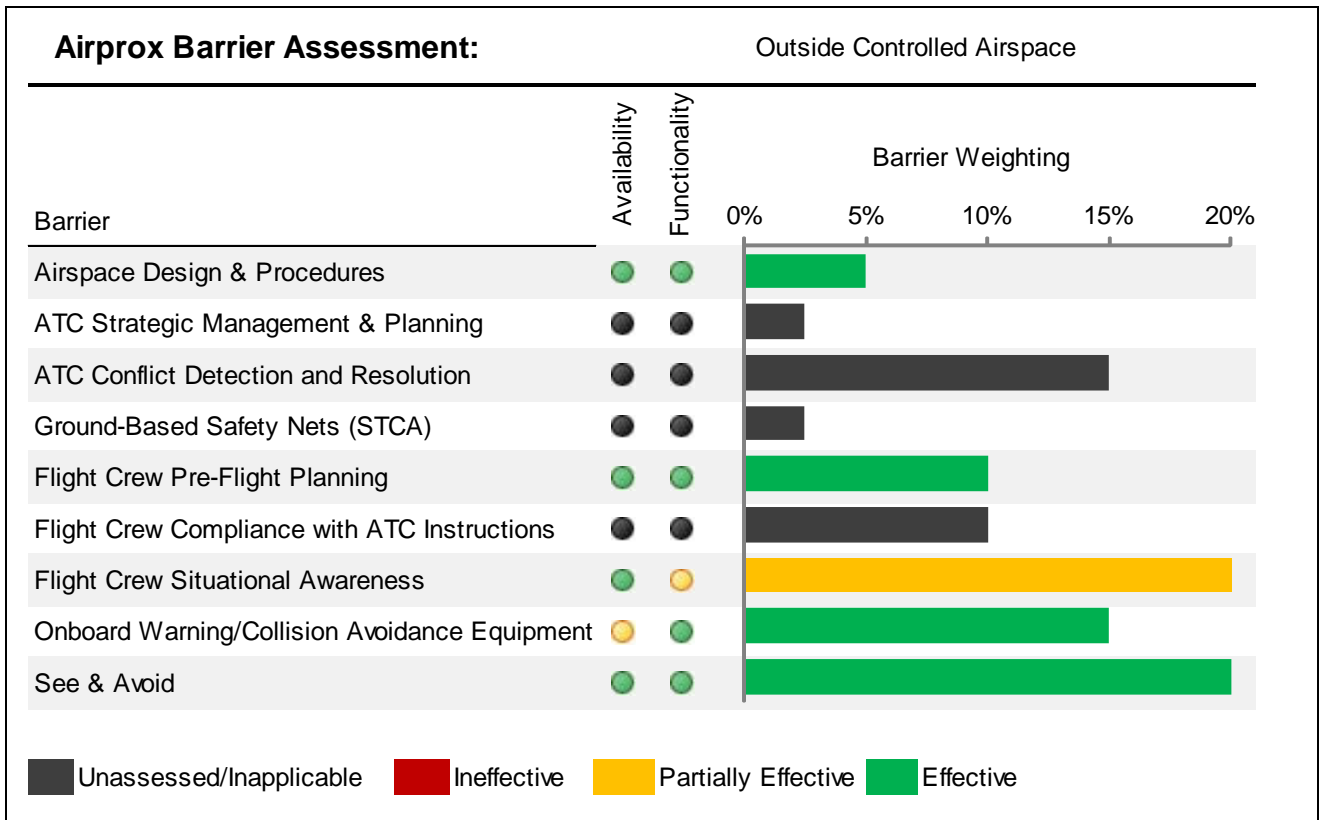 Airprox Barrier Assessment: Outside Controlled Airspace
Availability
Functionality
Barrier Weighting
Barrier
0% 5% 10% 15% 20%
Airspace Design & Procedures
ATC Strategic Management & Planning
ATC Conflict Detection and Resolution
Ground-Based Safety Nets (STCA)
Flight Crew Pre-Flight Planning
Flight Crew Compliance with ATC Instructions
Flight Crew Situational Awareness
Onboard Warning/Collision Avoidance Equipment
See & Avoid
Unassessed/Inapplicable Ineffective Partially Effective Effective